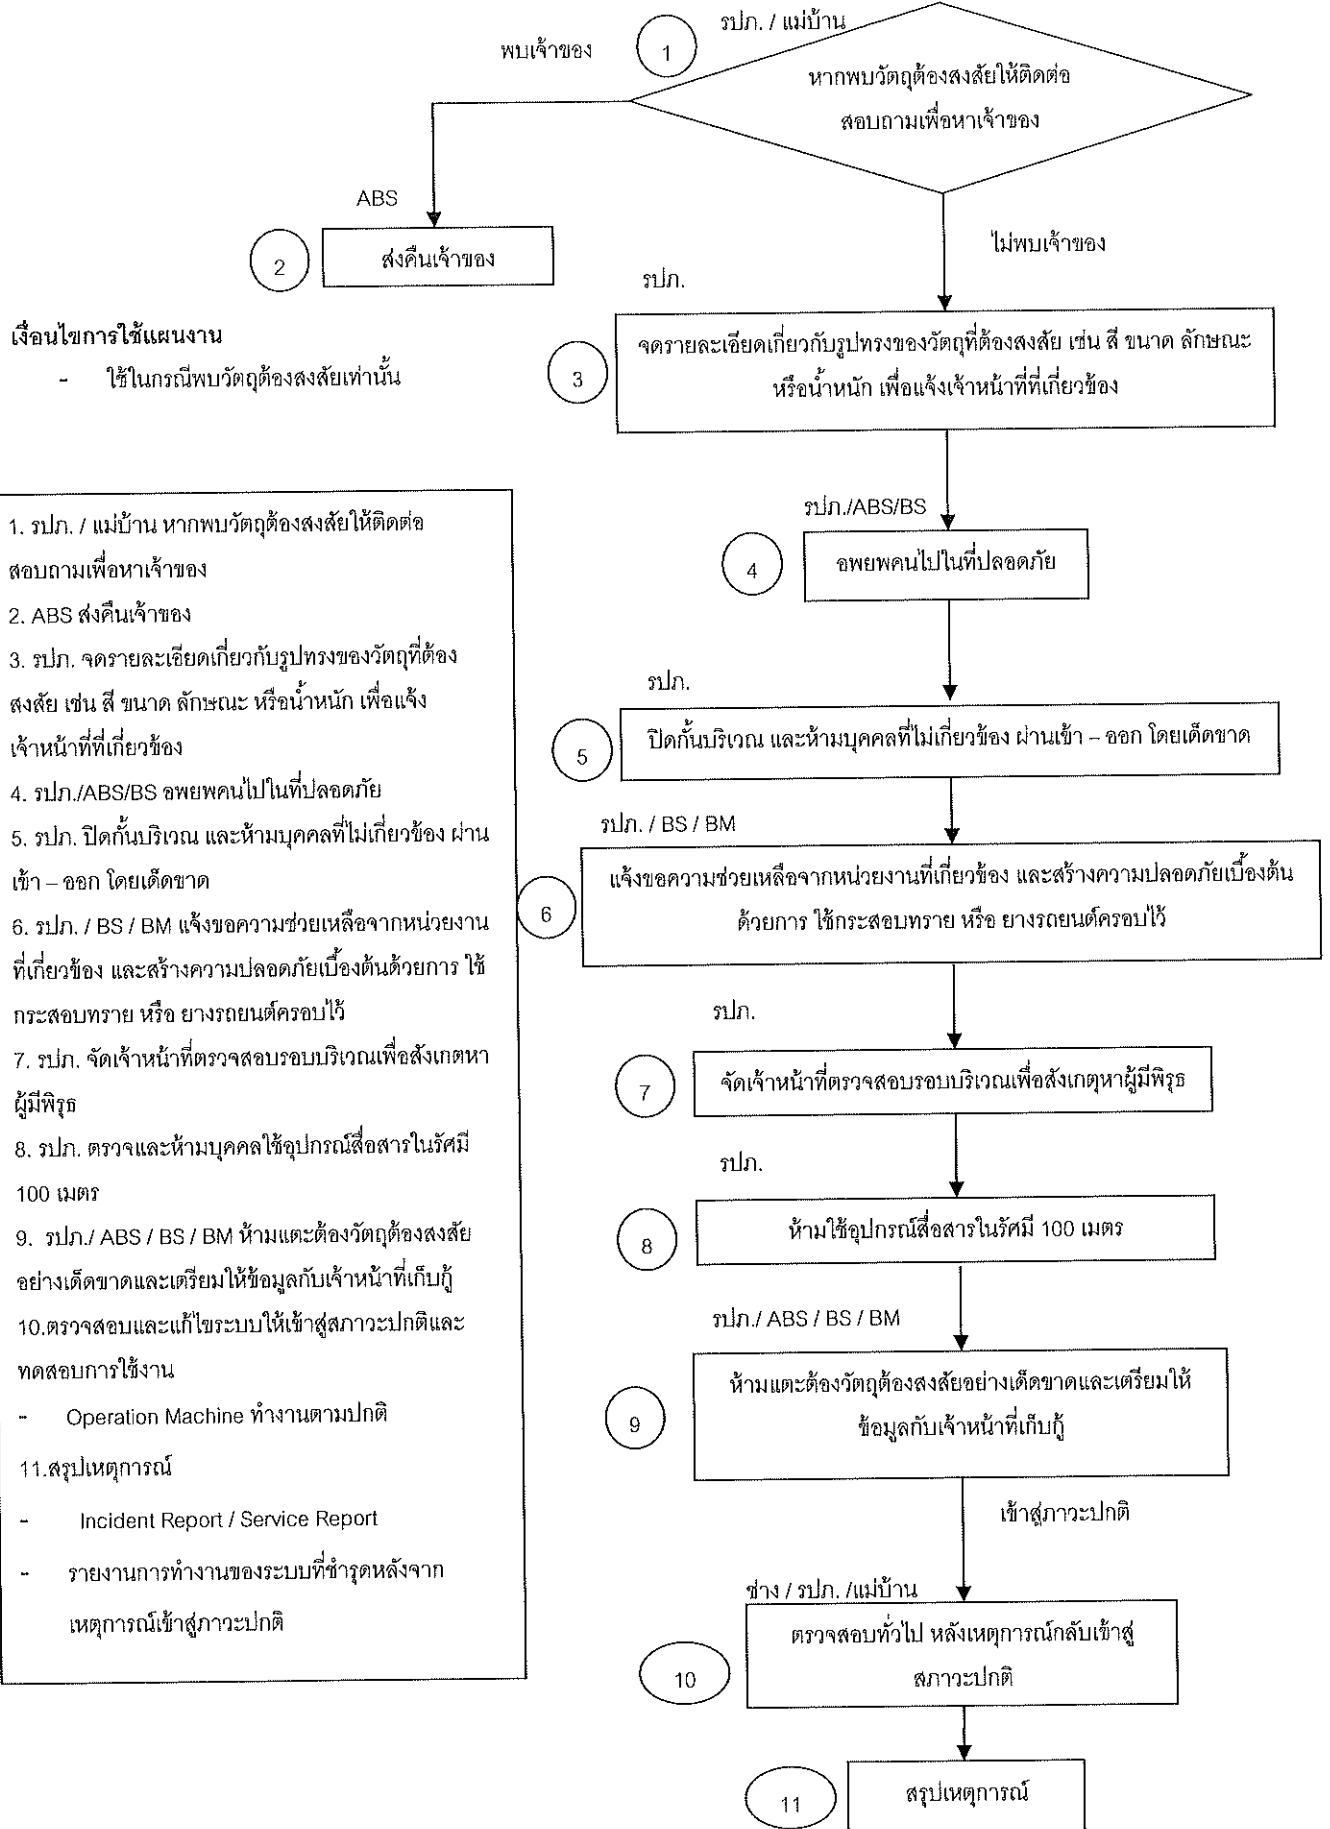 รปภ. / แม่บ้าน
พบเจ้าของ
1
หากพบวัตถุต้องสงสัยให้ติดต่อ
สอบถามเพื่อหาเจ้าของ
ABS
2
ส่งคืนเจ้าของ
ไม่พบเจ้าของ
รปภ.
เงื่อนไขการใช้แผนงาน
- ใช้ในกรณีพบวัตถุต้องสงสัยเท่านั้น
3
จดรายละเอียดเกี่ยวกับรูปทรงของวัตถุที่ต้องสงสัย เช่น สี ขนาด ลักษณะ
หรือน้ำหนัก เพื่อแจ้งเจ้าหน้าที่ที่เกี่ยวข้อง
รปภ./ABS/BS
4
อพยพคนไปในที่ปลอดภัย
รปภ.
5
ปิดกั้นบริเวณ และห้ามบุคคลที่ไม่เกี่ยวข้อง ผ่านเข้า – ออก โดยเด็ดขาด
รปภ. / BS / BM
6
แจ้งขอความช่วยเหลือจากหน่วยงานที่เกี่ยวข้อง และสร้างความปลอดภัยเบื้องต้น
ด้วยการ ใช้กระสอบทราย หรือ ยางรถยนต์ครอบไว้
รปภ.
7
จัดเจ้าหน้าที่ตรวจสอบรอบบริเวณเพื่อสังเกตุหาผู้มีพิรุธ
รปภ.
8
ห้ามใช้อุปกรณ์สื่อสารในรัศมี 100 เมตร
รปภ./ ABS / BS / BM
9
ห้ามแตะต้องวัตถุต้องสงสัยอย่างเด็ดขาดและเตรียมให้
ข้อมูลกับเจ้าหน้าที่เก็บกู้
เข้าสู่ภาวะปกติ
ช่าง / รปภ. /แม่บ้าน
10
ตรวจสอบทั่วไป หลังเหตุการณ์กลับเข้าสู่
สภาวะปกติ
11
สรุปเหตุการณ์
1. รปภ. / แม่บ้าน หากพบวัตถุต้องสงสัยให้ติดต่อ
สอบถามเพื่อหาเจ้าของ
2. ABS ส่งคืนเจ้าของ
3. รปภ. จดรายละเอียดเกี่ยวกับรูปทรงของวัตถุที่ต้อง
สงสัย เช่น สี ขนาด ลักษณะ หรือน้ำหนัก เพื่อแจ้ง
เจ้าหน้าที่ที่เกี่ยวข้อง
4. รปภ./ABS/BS อพยพคนไปในที่ปลอดภัย
5. รปภ. ปิดกั้นบริเวณ และห้ามบุคคลที่ไม่เกี่ยวข้อง ผ่าน
เข้า – ออก โดยเด็ดขาด
6. รปภ. / BS / BM แจ้งขอความช่วยเหลือจากหน่วยงาน
ที่เกี่ยวข้อง และสร้างความปลอดภัยเบื้องต้นด้วยการ ใช้
กระสอบทราย หรือ ยางรถยนต์ครอบไว้
7. รปภ. จัดเจ้าหน้าที่ตรวจสอบรอบบริเวณเพื่อสังเกตหา
ผู้มีพิรุธ
8. รปภ. ตรวจและห้ามบุคคลใช้อุปกรณ์สื่อสารในรัศมี
100 เมตร
9. รปภ./ ABS / BS / BM ห้ามแตะต้องวัตถุต้องสงสัย
อย่างเด็ดขาดและเตรียมให้ข้อมูลกับเจ้าหน้าที่เก็บกู้
10.ตรวจสอบและแก้ไขระบบให้เข้าสู่สภาวะปกติและ
ทดสอบการใช้งาน
- Operation Machine ทำงานตามปกติ
11.สรุปเหตุการณ์
- Incident Report / Service Report
- รายงานการทำงานของระบบที่ชำรุดหลังจาก
เหตุการณ์เข้าสู่ภาวะปกติ